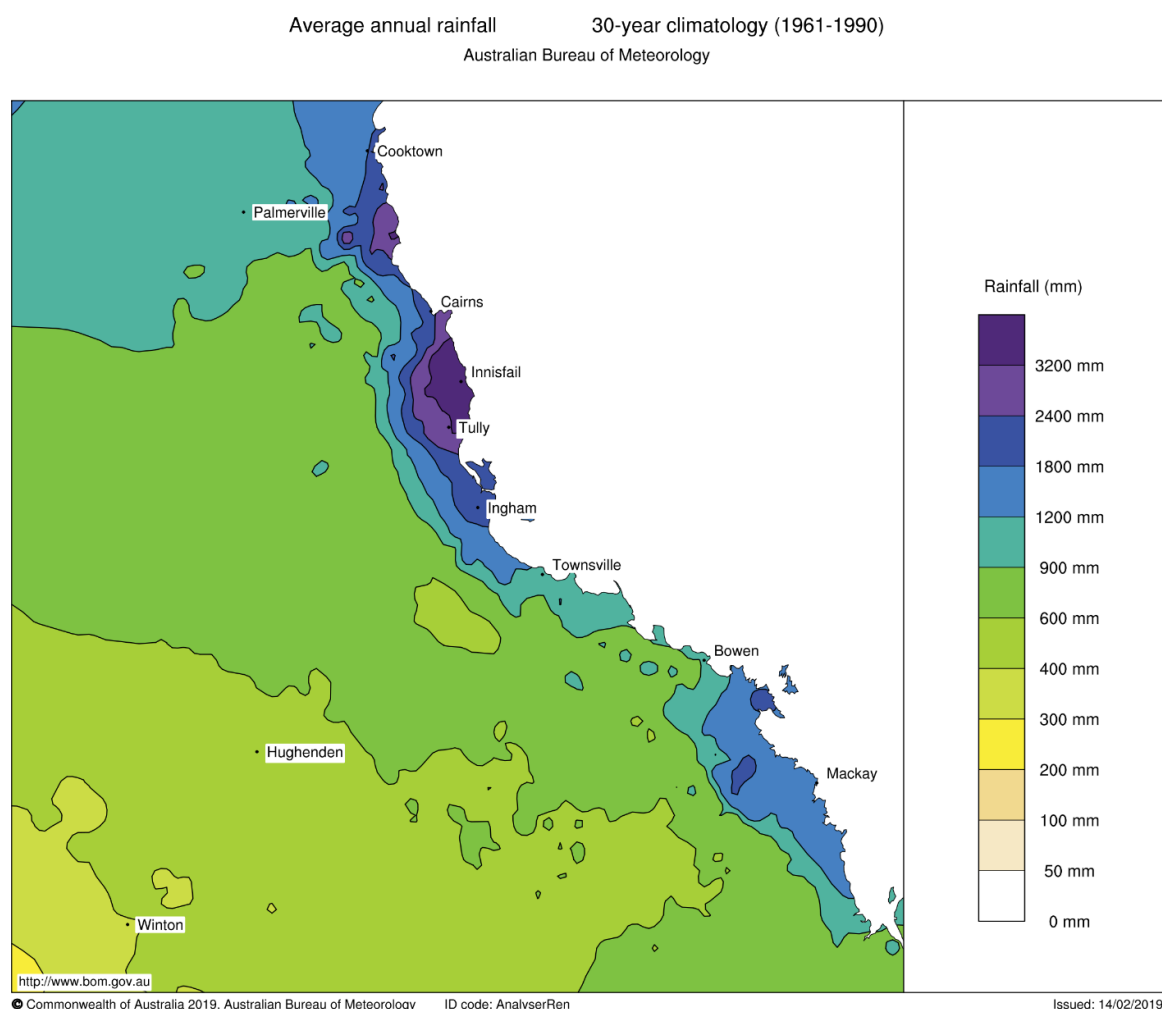 Average annual rainfall 30-year climatology (1961-1990)
Australian Bureau of Meteorology
Cooktown
Palmerville
Cairns
Innisfail
Tully
Ingham
Townsville
Bowen
Hughenden
Mackay
Winton
Rainfall (mm)
3200 mm
2400 mm
1800 mm
1200 mm
900 mm
600 mm
400 mm
300 mm
200 mm
100 mm
50 mm
0 mm
http://www.bom.gov.au
© Commonwealth of Australia 2019, Australian Bureau of Meteorology ID code: AnalyserRen Issued: 14/02/2019